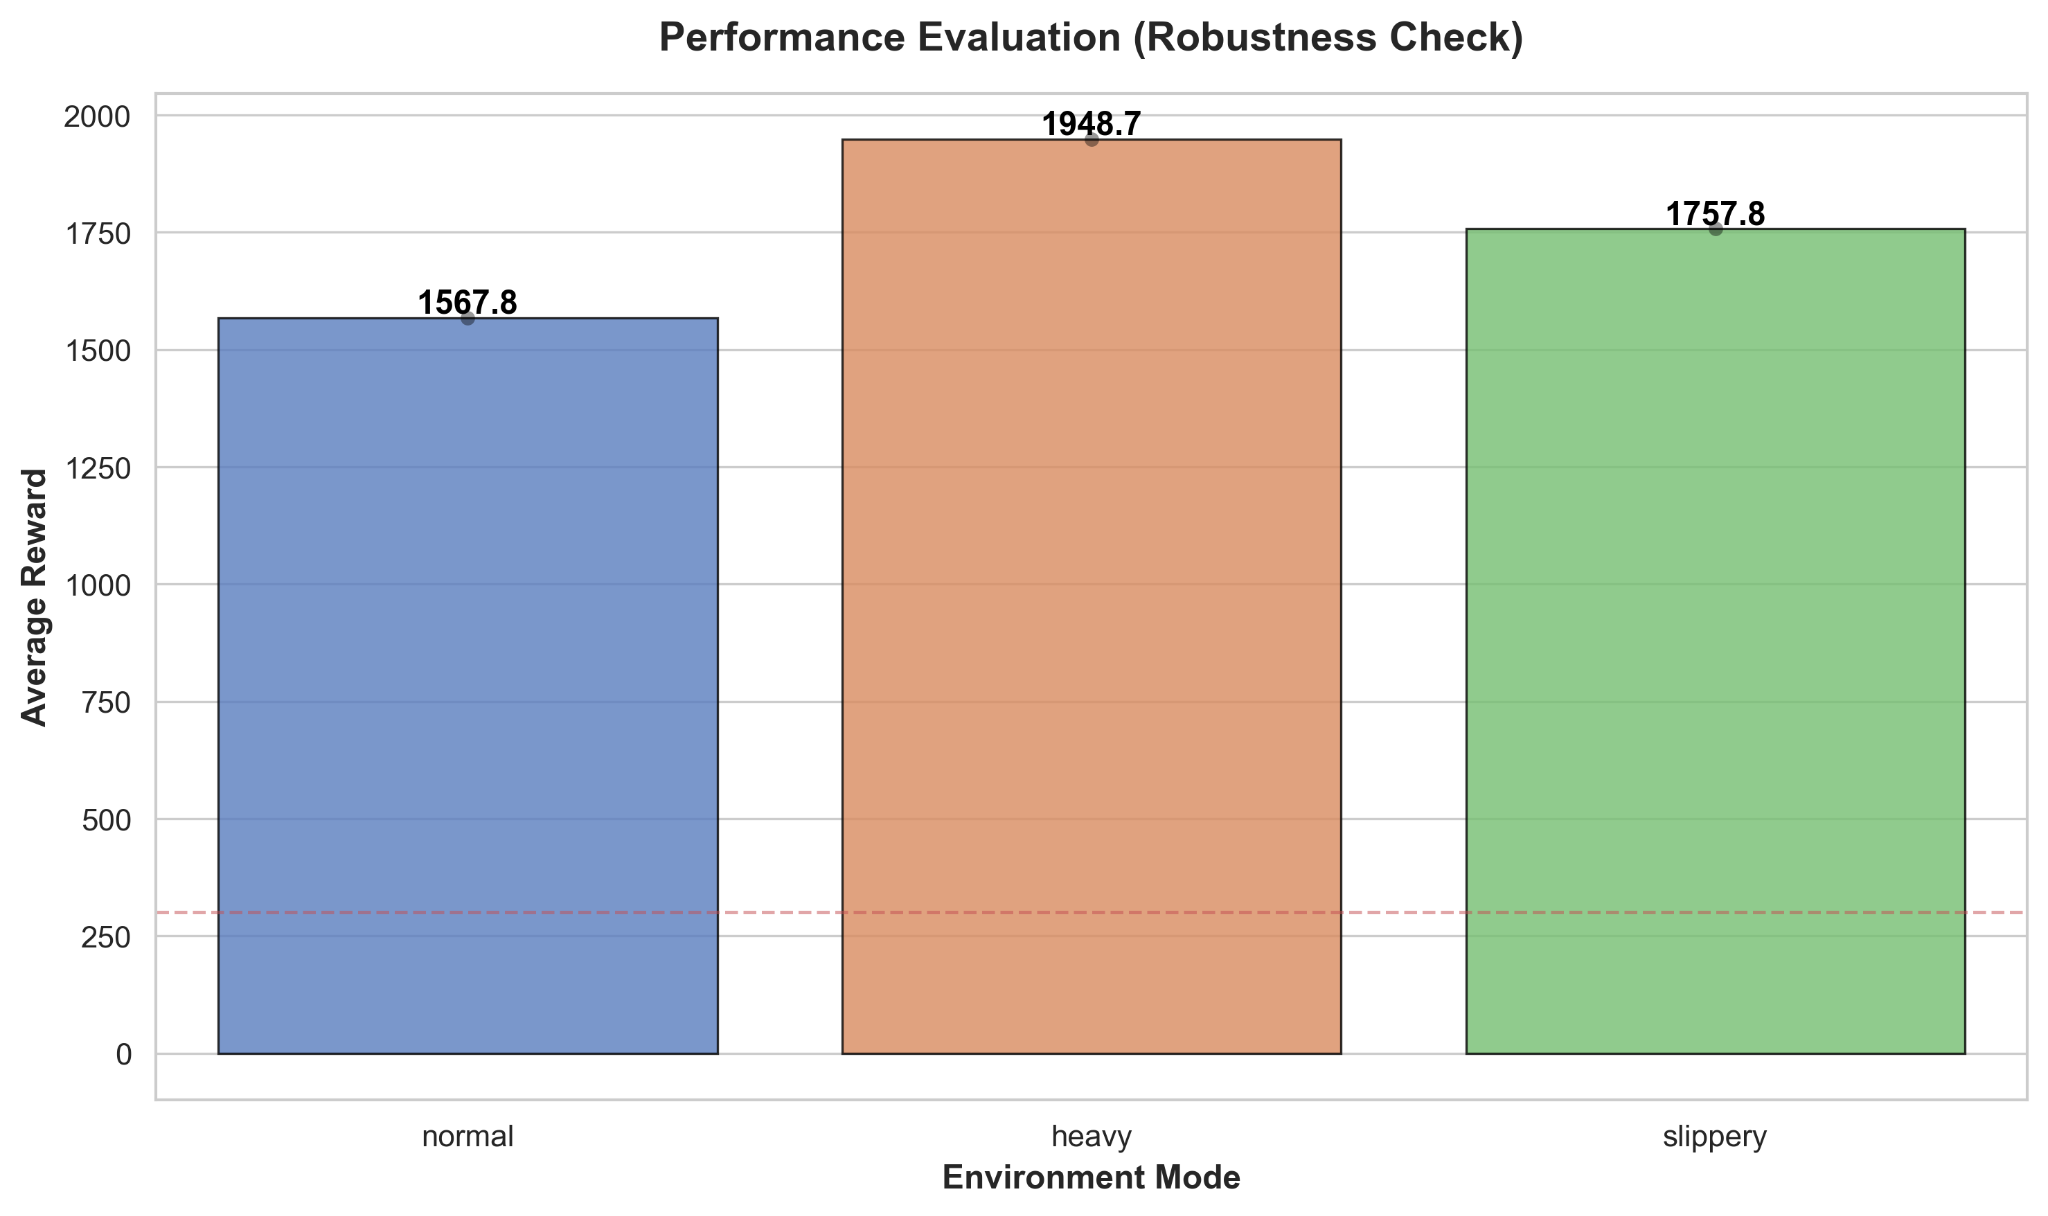 Performance Evaluation (Robustness Check)
2000
1750
1500
1250
1000
750
500
250
0
Average Reward
1567.8
1948.7
1757.8
normal
heavy
slippery
Environment Mode